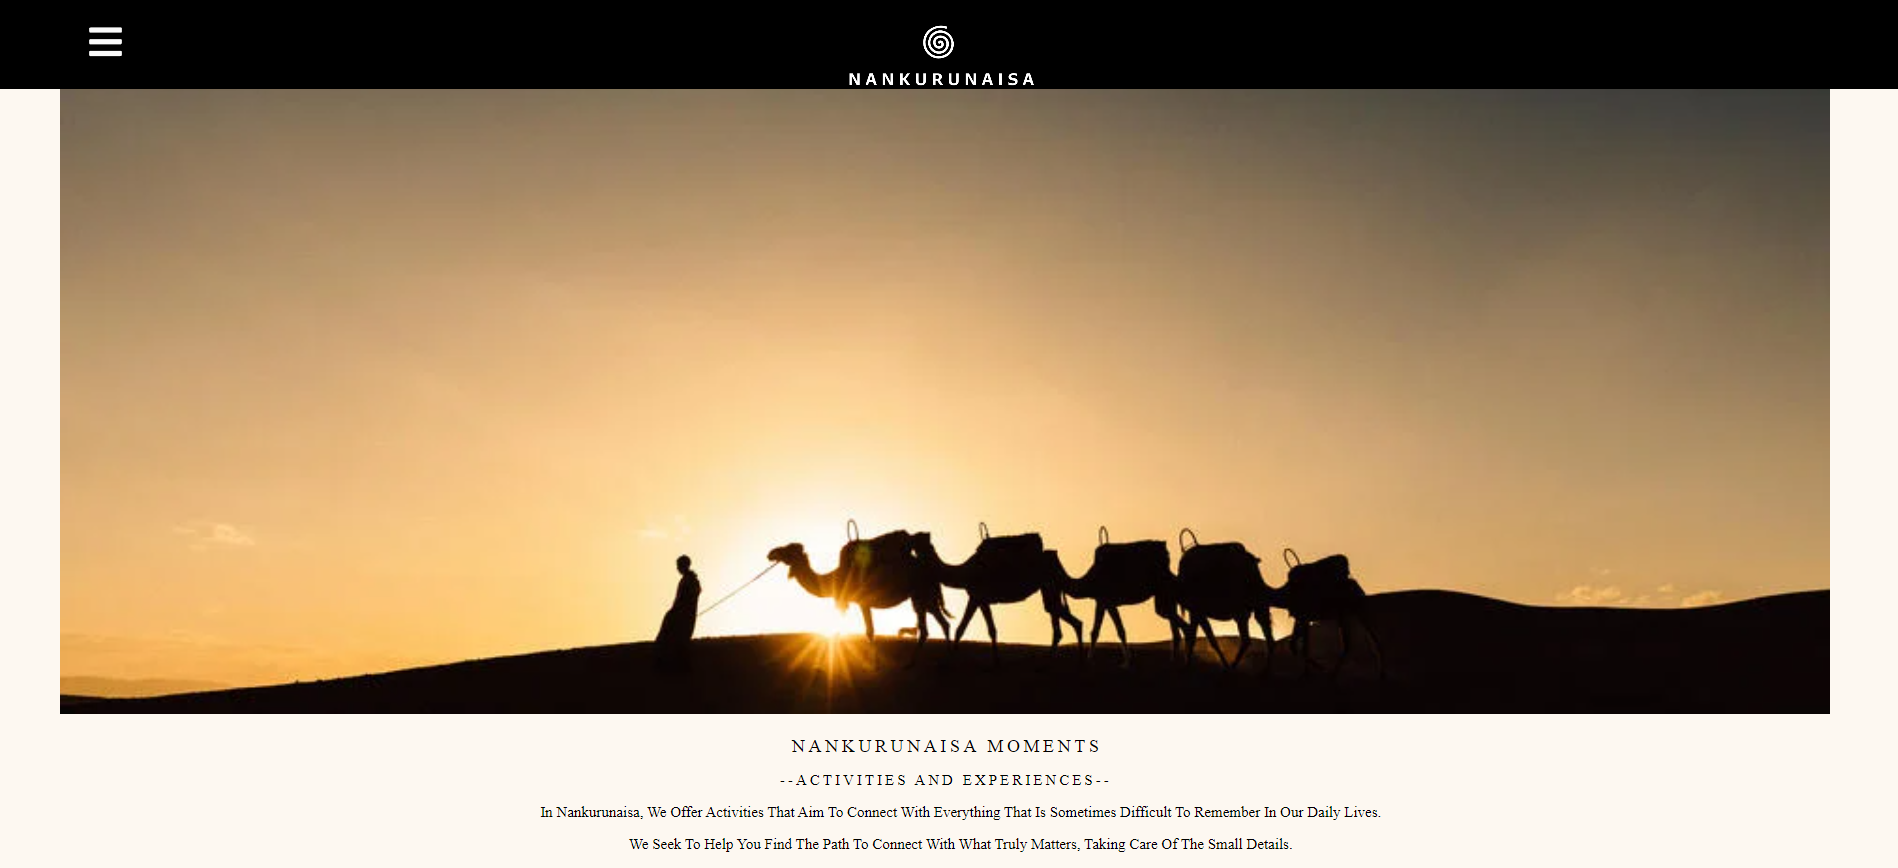 NANKURUNAISA
NANKURUNAISA MOMENTS
--ACTIVITIES AND EXPERIENCES--
In Nankurunaisa, We Offer Activities That Aim To Connect With Everything That Is Sometimes Difficult To Remember In Our Daily Lives.
We Seek To Help You Find The Path To Connect With What Truly Matters, Taking Care Of The Small Details.